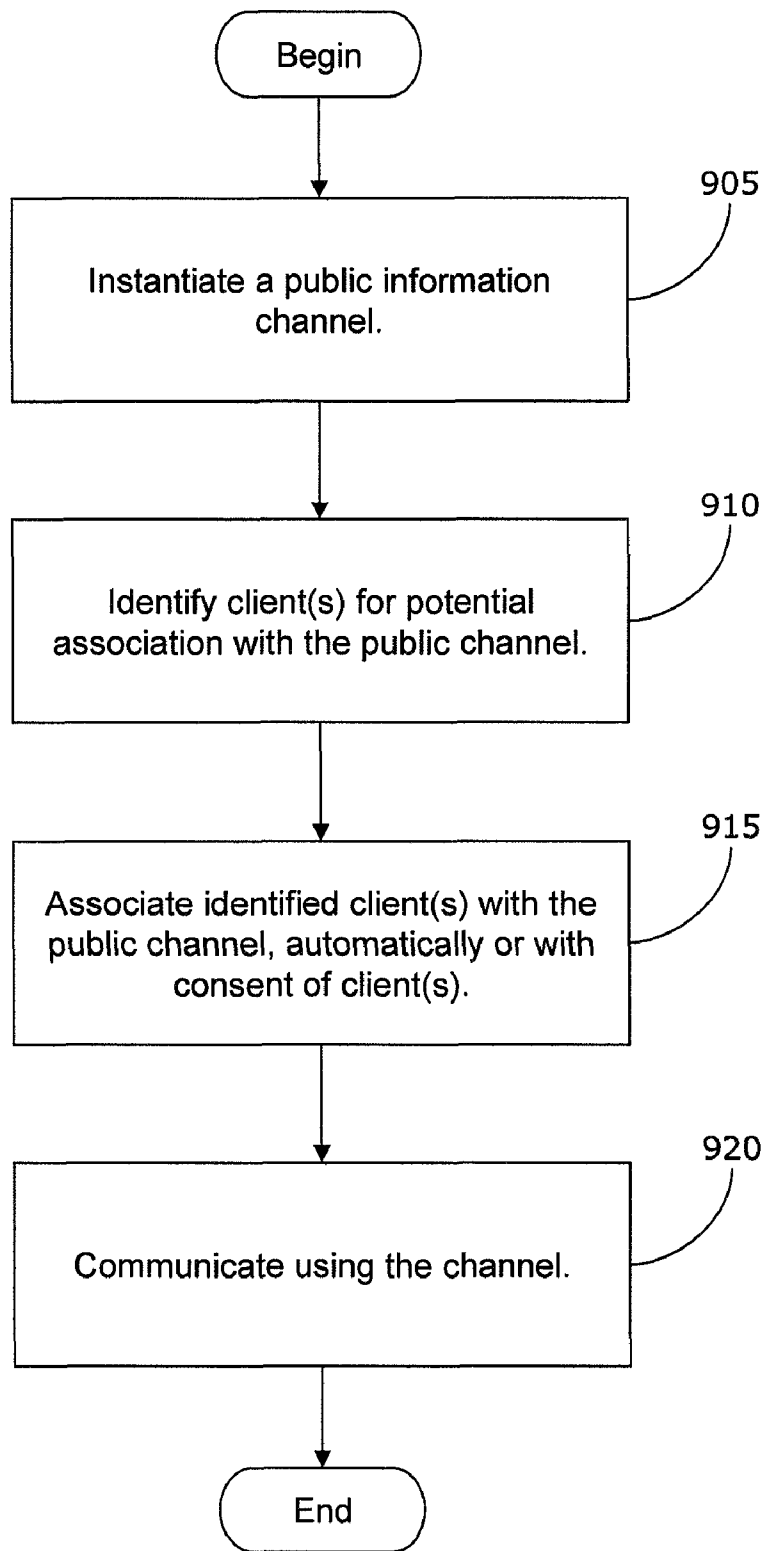 Begin
905
Instantiate a public information
channel.
910
Identify client(s) for potential
association with the public channel.
915
Associate identified client(s) with the
public channel, automatically or with
consent of client(s).
920
Communicate using the channel.
End